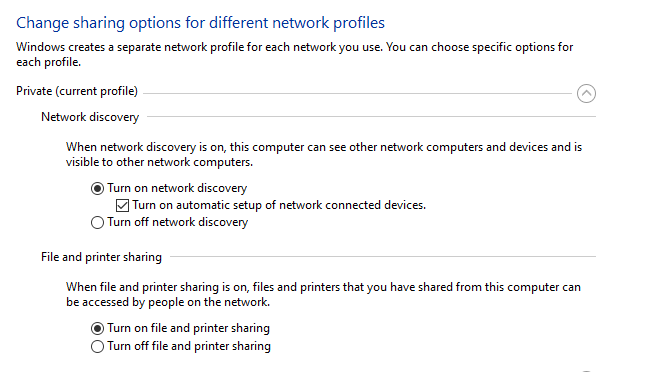 Change sharing options for different network profiles
Windows creates a separate network profile for each network you use. You can choose specific options for
each profile.
Private (current profile)
Network discovery
When network discovery is on, this computer can see other network computers and devices and is
visible to other network computers.
Turn on network discovery
Turn on automatic setup of network connected devices.
Turn off network discovery
File and printer sharing
When file and printer sharing is on, files and printers that you have shared from this computer can
be accessed by people on the network.
Turn on file and printer sharing
Turn off file and printer sharing